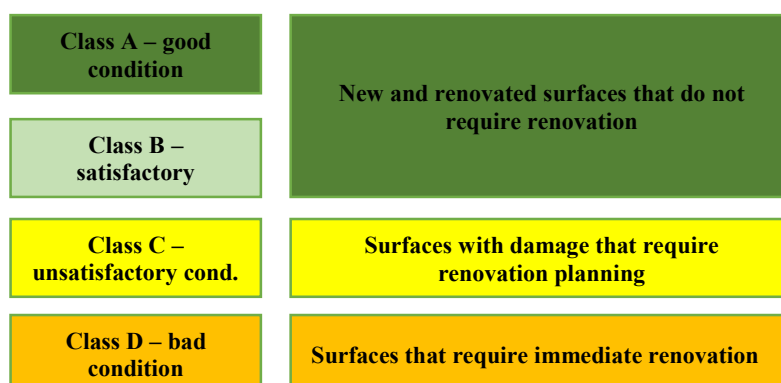 Class A – good
condition
New and renovated surfaces that do not
require renovation
Class B –
satisfactory
Class C –
unsatisfactory cond.
Surfaces with damage that require
renovation planning
Class D – bad
condition
Surfaces that require immediate renovation